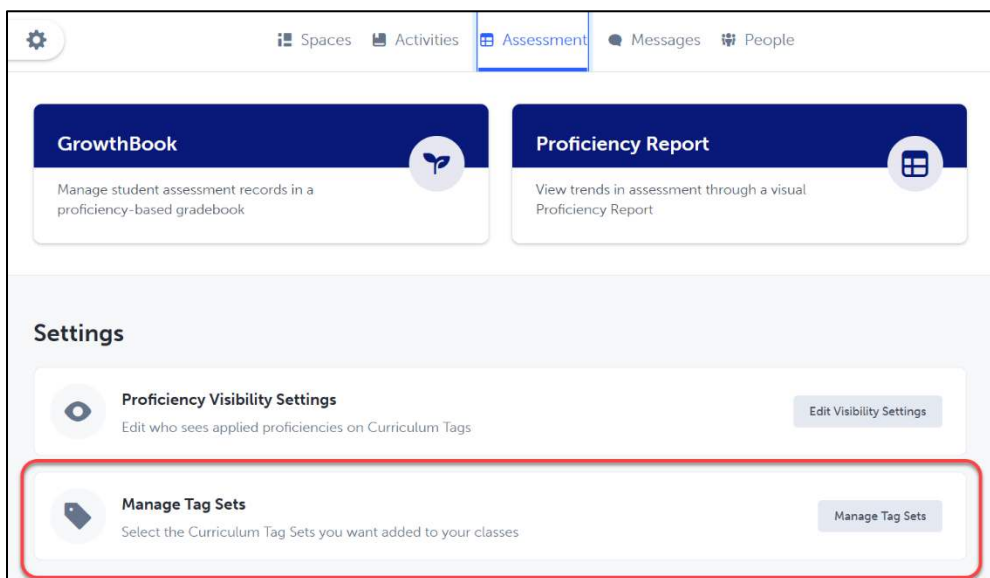 Spaces Activities Assessment Messages People
GrowthBook
Manage student assessment records in a
proficiency-based gradebook
Proficiency Report
View trends in assessment through a visual
Proficiency Report
Settings
Proficiency Visibility Settings
Edit who sees applied proficiencies on Curriculum Tags
Edit Visibility Settings
Manage Tag Sets
Select the Curriculum Tag Sets you want added to your classes
Manage Tag Sets